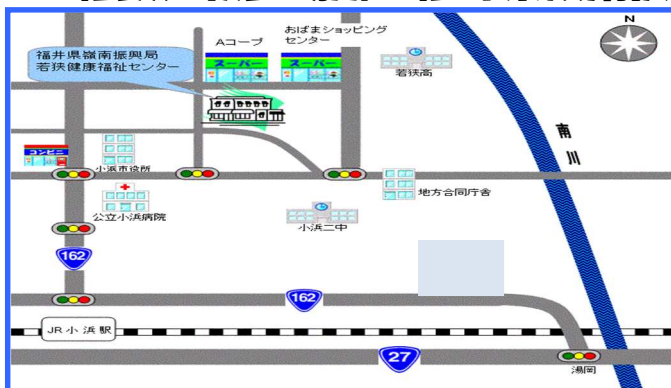 おばまショッピング
センター
Aコープ
N
福井県嶺南振興局
若狭健康福祉センター
スーパー
スーパー
若狭高
南川
コンビニ
小浜市役所
地方合同庁舎
公立小浜病院
小浜二中
162
162
JR小浜駅
27
湯岡